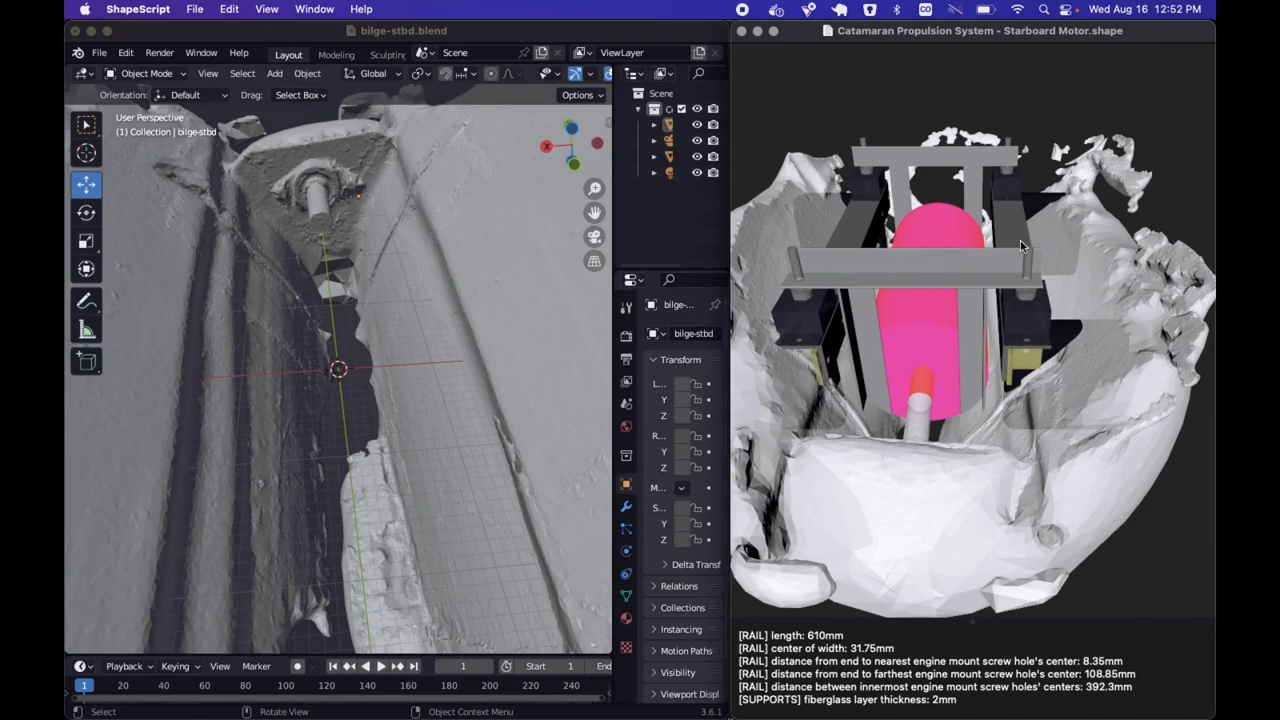 ShapeScript File Edit View Window Help
Wed Aug 16 12:52 PM
bilge-stbd.blend
File Edit Render Window Help
Layout Modeling Sculpting
Scene
ViewLayer
Object Mode
View Select Add Object
Global
Orientation: Default Drag: Select Box
Options
User Perspective
(1) Collection | bilge-stbd
X
Scene
C
bilge-...
bilge-stbd
Transform
L...
Y
Z
R...
Y
Z
M...
S...
Y
Z
Delta Transf
Relations
Collections
Instancing
Motion Paths
Visibility
Viewport Displ
Playback Keying View Marker
1
Start 1
End
1 20 40 60 80 100 120 140 160 180 200 220 240
Select
Rotate View
Object Context Menu
3.6.1
Catamaran Propulsion System - Starboard Motor.shape
[RAIL] length: 610mm
[RAIL] center of width: 31.75mm
[RAIL] distance from end to nearest engine mount screw hole's center: 8.35mm
[RAIL] distance from end to farthest engine mount screw hole's center: 108.85mm
[RAIL] distance between innermost engine mount screw holes' centers: 392.3mm
[SUPPORTS] fiberglass layer thickness: 2mm